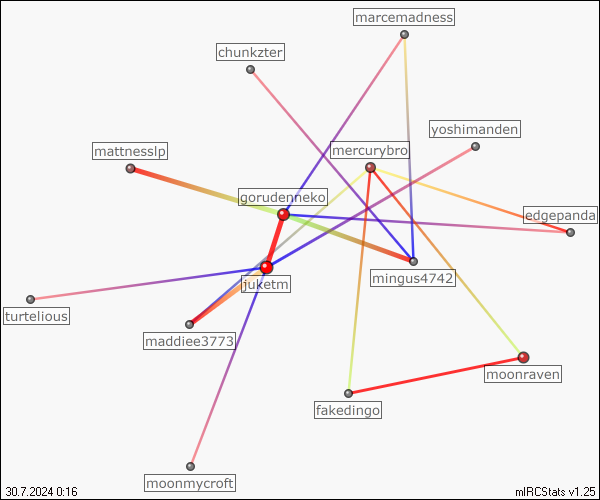 marcemadness
chunkzter
yoshimanden
mercurybro
mattnesslp
gorudenneko
edgepanda
mingus4742
juketm
turtelious
maddiee3773
moonraven
fakedingo
moonmycroft
30.7.2024 0:16
mIRCStats v1.25